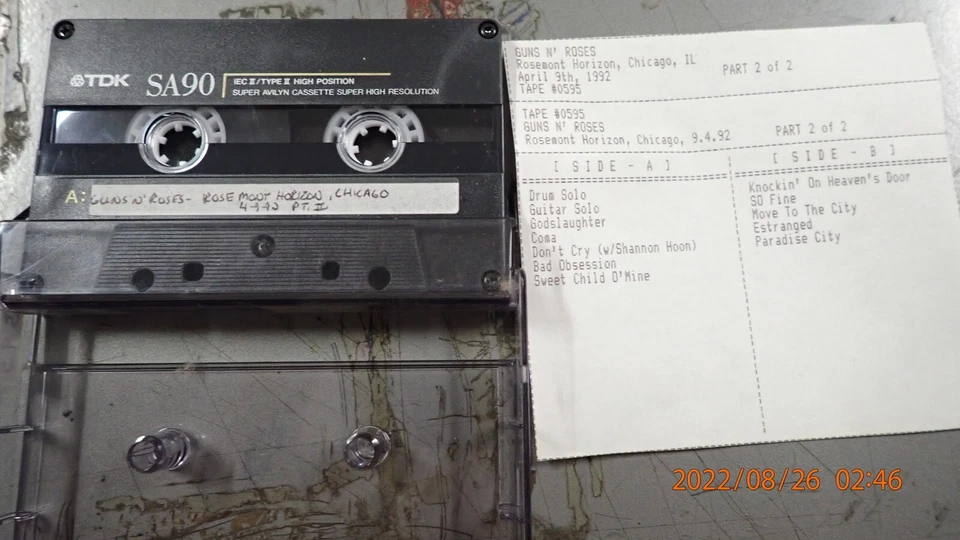 TDK SA90 IEC II/TYPE II HIGH POSITION
SUPER AVILYN CASSETTE SUPER HIGH RESOLUTION
A: GUNS N' ROSES - ROSEMONT HORIZON, CHICAGO
4-9-92 PT. II
GUNS N' ROSES
Rosemont Horizon, Chicago, IL
April 9th, 1992
TAPE #0595
PART 2 of 2
TAPE #0595
GUNS N' ROSES
Rosemont Horizon, Chicago, 9.4.92
PART 2 of 2
[ SIDE - A ]
Drum Solo
Guitar Solo
Godslaughter
Coma
Don't Cry (w/Shannon Hoon)
Bad Obsession
Sweet Child O'Mine
[ SIDE - B ]
Knockin' On Heaven's Door
SO Fine
Move To The City
Estranged
Paradise City
2022/08/26 02:46